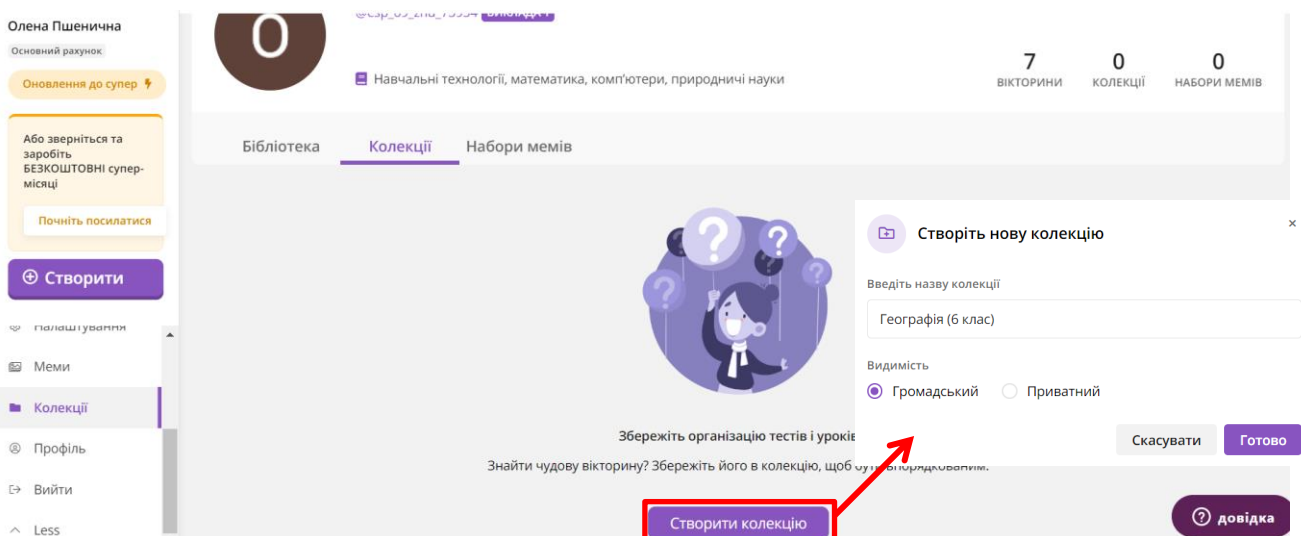 Олена Пшенична
Основний рахунок
Оновлення до супер
Або зверніться та
заробіть
БЕЗКОШТОВНІ супер-
місяці
Почніть посилатися
Створити
Налаштування
Меми
Колекції
Профіль
Вийти
Less
О
ВИКЛАДАЧ
Навчальні технології, математика, комп'ютери, природничі науки
7
ВІКТОРИНИ
0
КОЛЕКЦІЇ
0
НАБОРИ МЕМІВ
Бібліотека Колекції Набори мемів
? ? ? ?
Збережіть організацію тестів і уроків
Знайти чудову вікторину? Збережіть його в колекцію, щоб бути впорядкованим.
Створити колекцію
Створіть нову колекцію
×
Введіть назву колекції
Географія (6 клас)
Видимість
Громадський Приватний
Скасувати Готово
? довідка